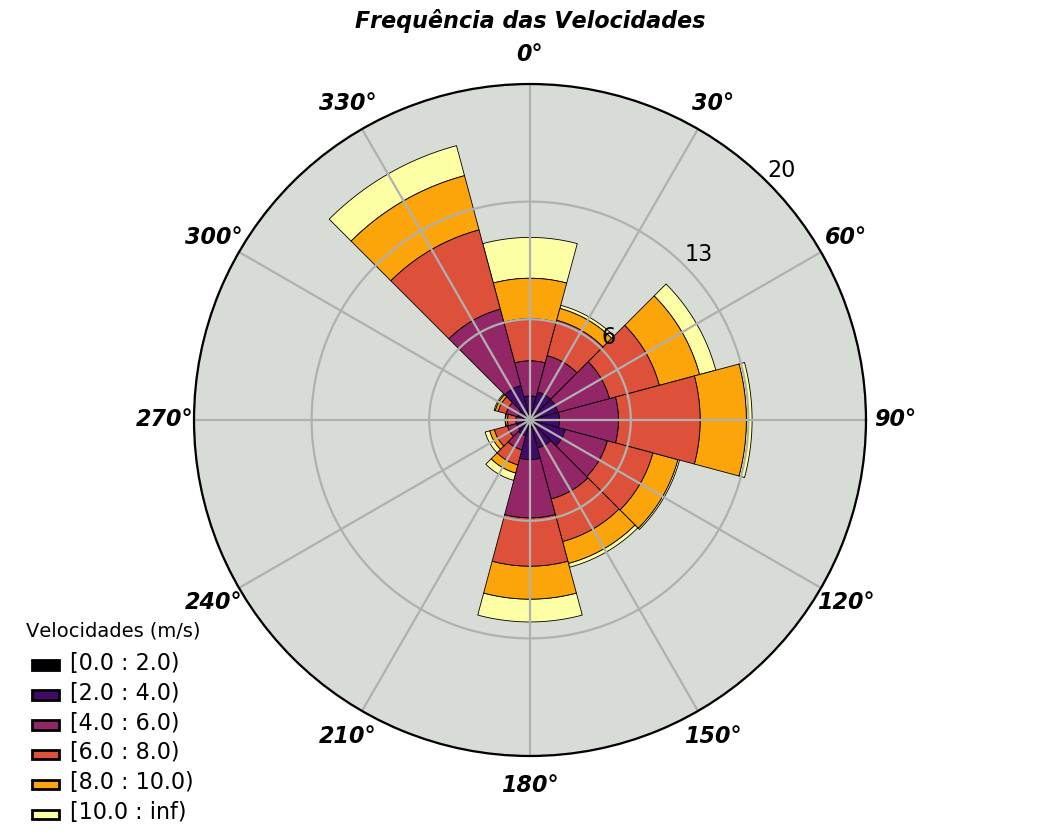 Frequência das Velocidades
0°
330°
30°
20
300°
60°
13
6
270°
90°
240°
120°
210°
150°
180°
Velocidades (m/s)
[0.0 : 2.0)
[2.0 : 4.0)
[4.0 : 6.0)
[6.0 : 8.0)
[8.0 : 10.0)
[10.0 : inf)